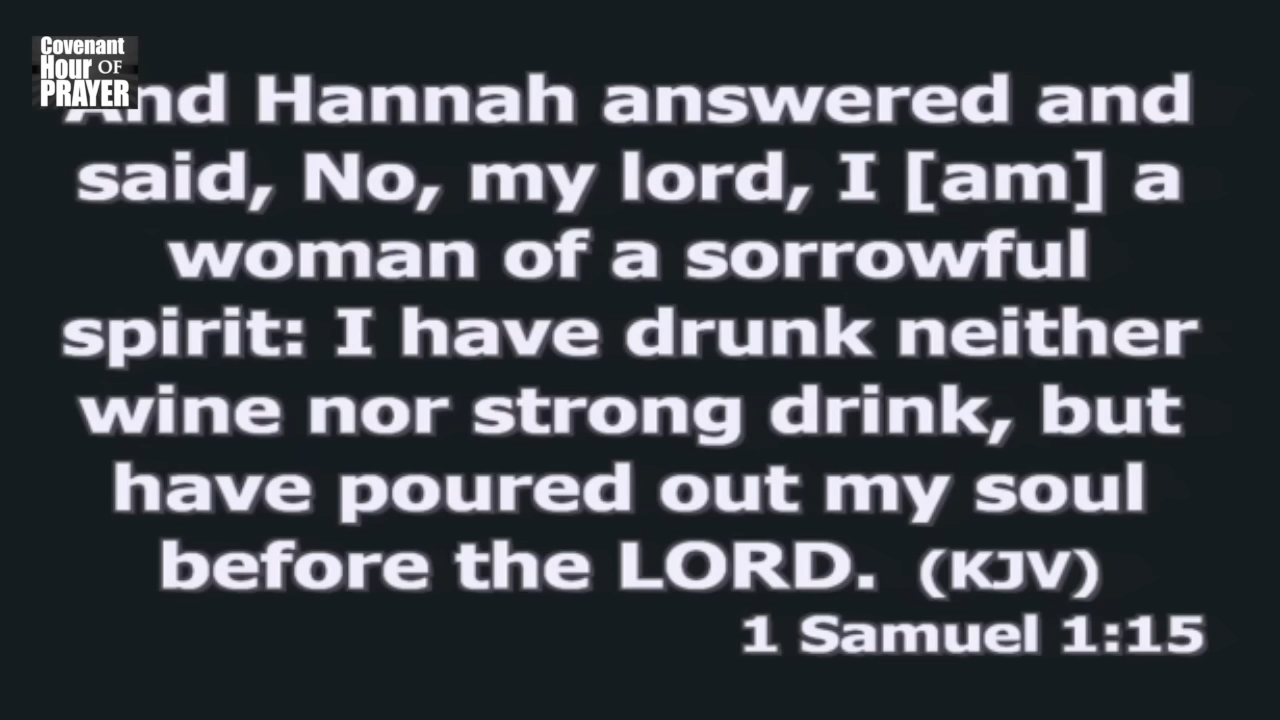 Covenant
Hour OF
PRAYER
And Hannah answered and
said, No, my lord, I [am] a
woman of a sorrowful
spirit: I have drunk neither
wine nor strong drink, but
have poured out my soul
before the LORD. (KJV)
1 Samuel 1:15